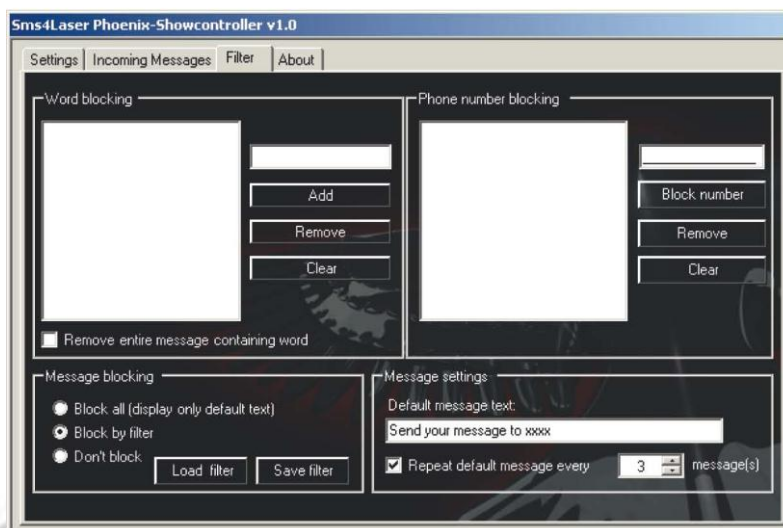 Sms4Laser Phoenix-Showcontroller v1.0
Settings Incoming Messages Filter About
Word blocking
Add
Remove
Clear
Remove entire message containing word
Phone number blocking
Block number
Remove
Clear
Message blocking
Block all (display only default text)
Block by filter
Don't block
Load filter Save filter
Message settings
Default message text:
Send your message to xxxx
Repeat default message every 3 message(s)